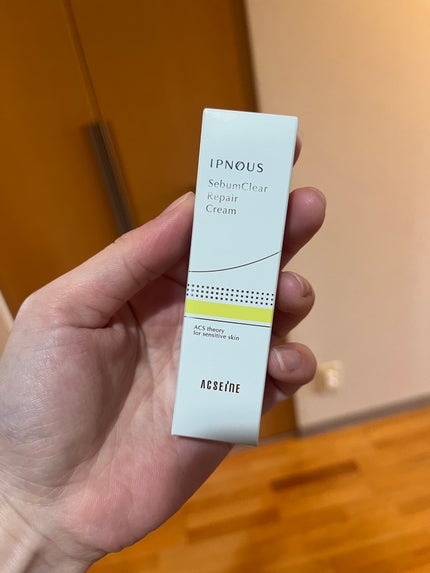 IPNOUS
SebumClear
Repair
Cream
ACS theory
for sensitive skin
ACSEINE